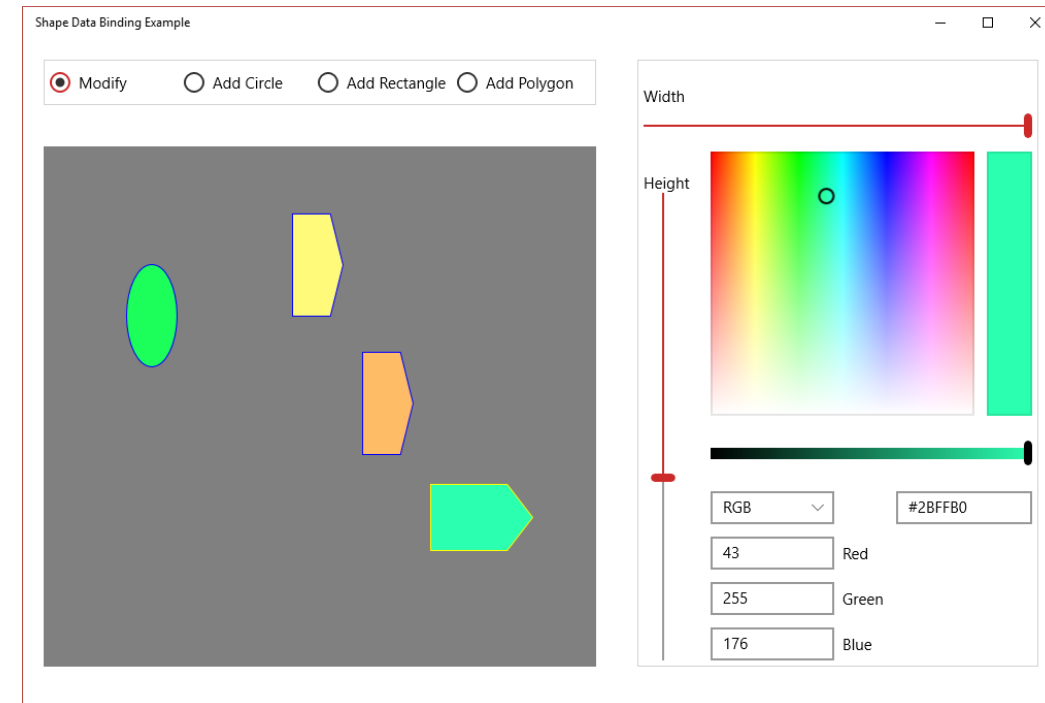 Shape Data Binding Example
Modify Add Circle Add Rectangle Add Polygon
Width
Height
RGB #2BFFB0
43 Red
255 Green
176 Blue